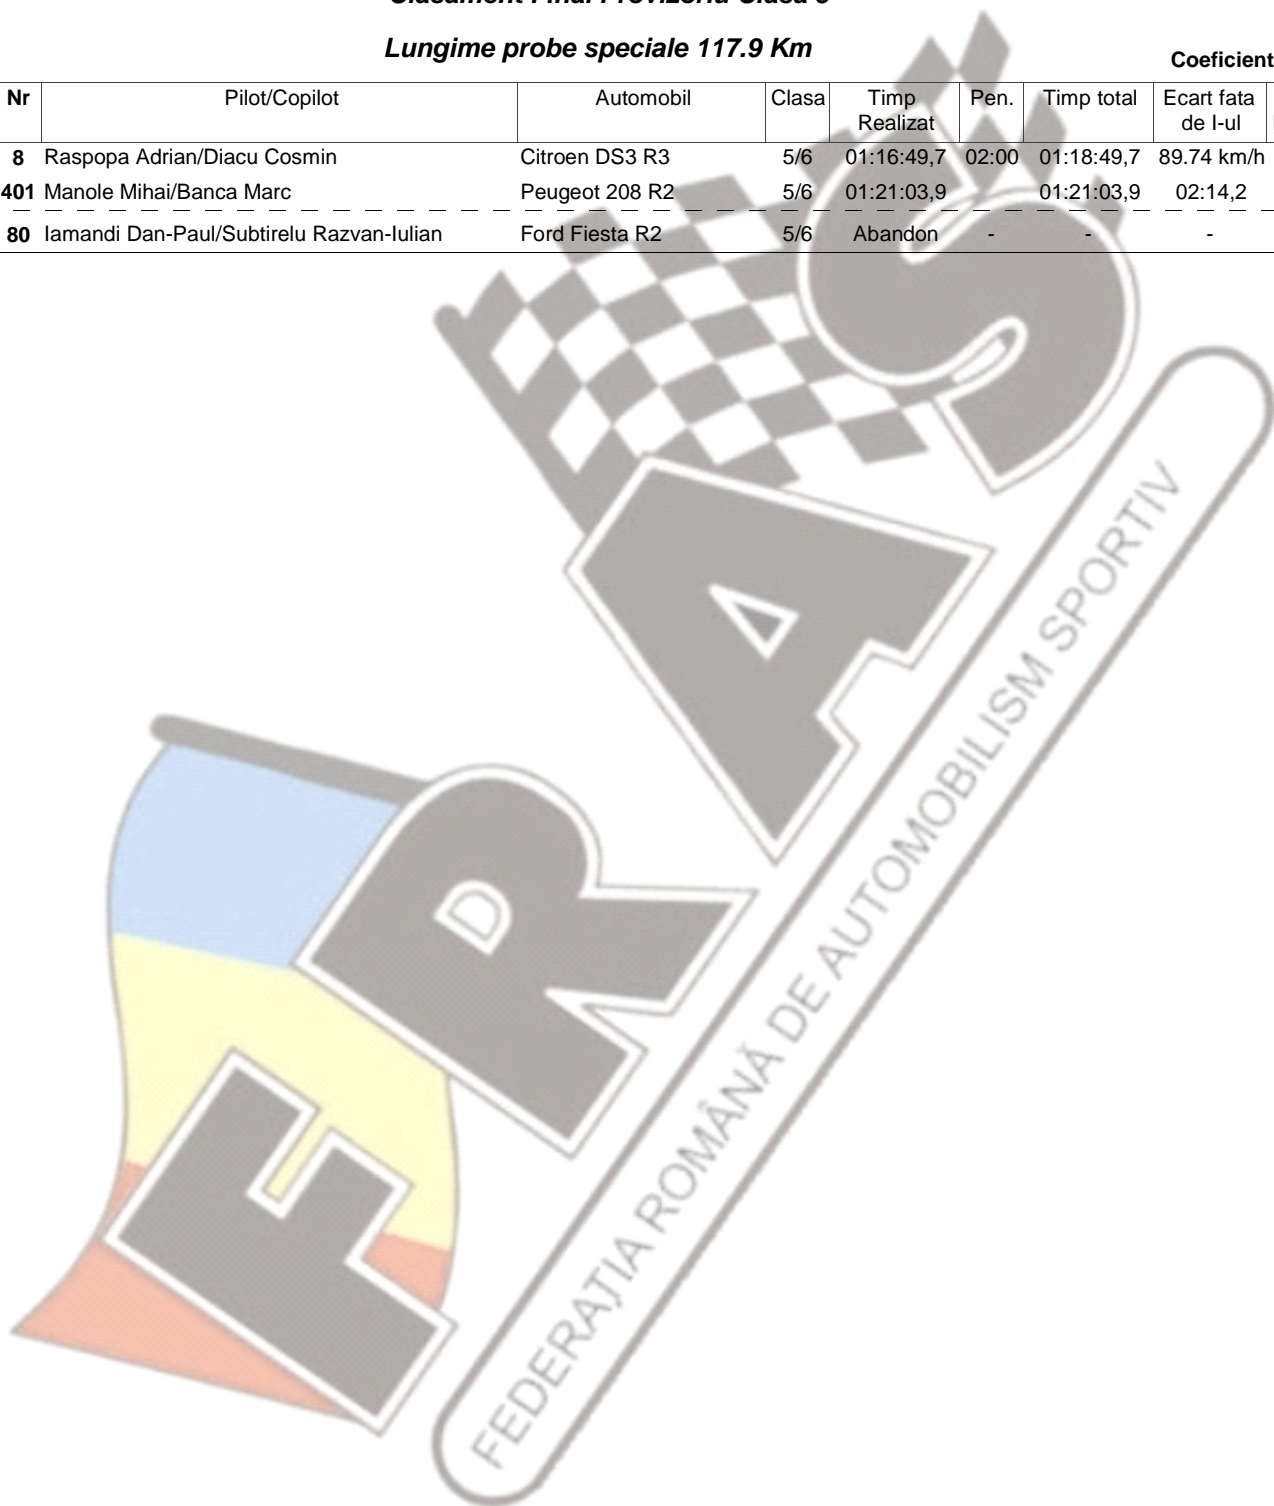 Lungime probe speciale 117.9 Km
Coeficient
Nr Pilot/Copilot Automobil Clasa Timp Realizat Pen. Timp total Ecart fata de I-ul
8 Raspopa Adrian/Diacu Cosmin Citroen DS3 R3 5/6 01:16:49,7 02:00 01:18:49,7 89.74 km/h
401 Manole Mihai/Banca Marc Peugeot 208 R2 5/6 01:21:03,9 01:21:03,9 02:14,2
80 Iamandi Dan-Paul/Subtirelu Razvan-Iulian Ford Fiesta R2 5/6 Abandon - - -
FRAS
FEDERAȚIA ROMÂNĂ DE AUTOMOBILISM SPORTIV